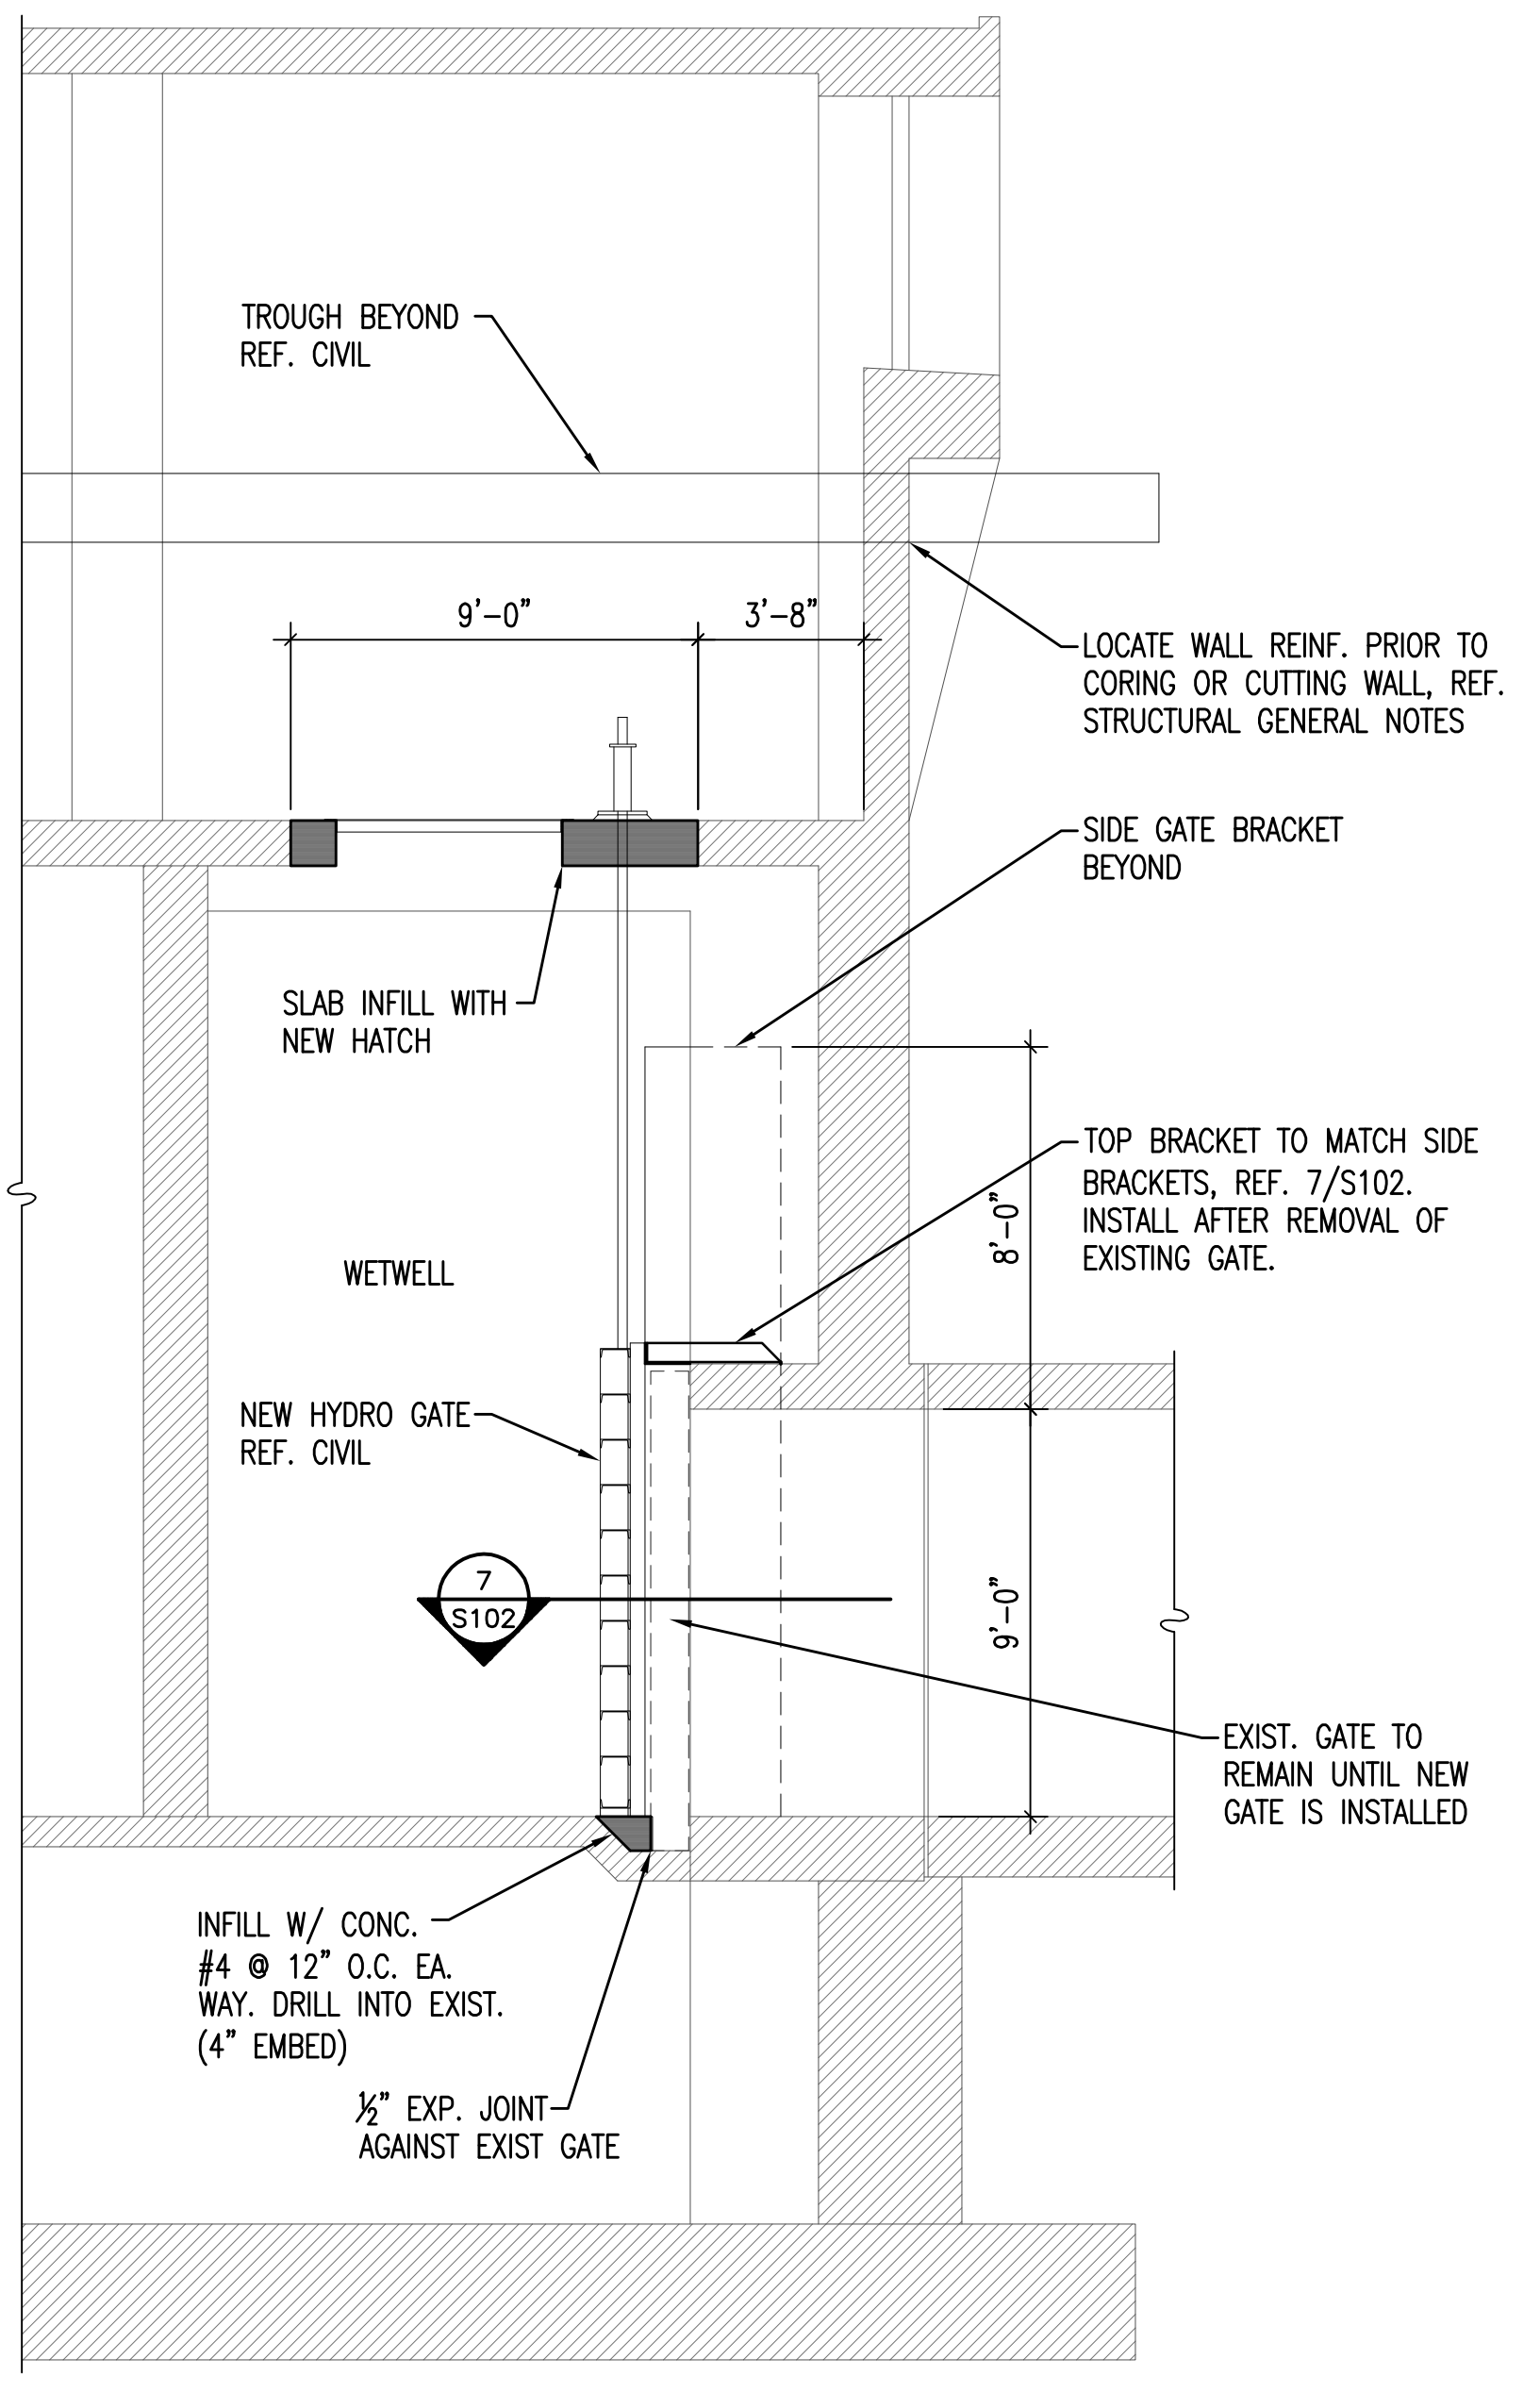 TROUGH BEYOND
REF. CIVIL
9'-0"
3'-8"
LOCATE WALL REINF. PRIOR TO
CORING OR CUTTING WALL, REF.
STRUCTURAL GENERAL NOTES
SIDE GATE BRACKET
BEYOND
SLAB INFILL WITH
NEW HATCH
TOP BRACKET TO MATCH SIDE
BRACKETS, REF. 7/S102.
INSTALL AFTER REMOVAL OF
EXISTING GATE.
8'-0"
WETWELL
NEW HYDRO GATE
REF. CIVIL
7
S102
9'-0"
EXIST. GATE TO
REMAIN UNTIL NEW
GATE IS INSTALLED
INFILL W/ CONC.
#4 @ 12" O.C. EA.
WAY. DRILL INTO EXIST.
(4" EMBED)
½" EXP. JOINT
AGAINST EXIST GATE